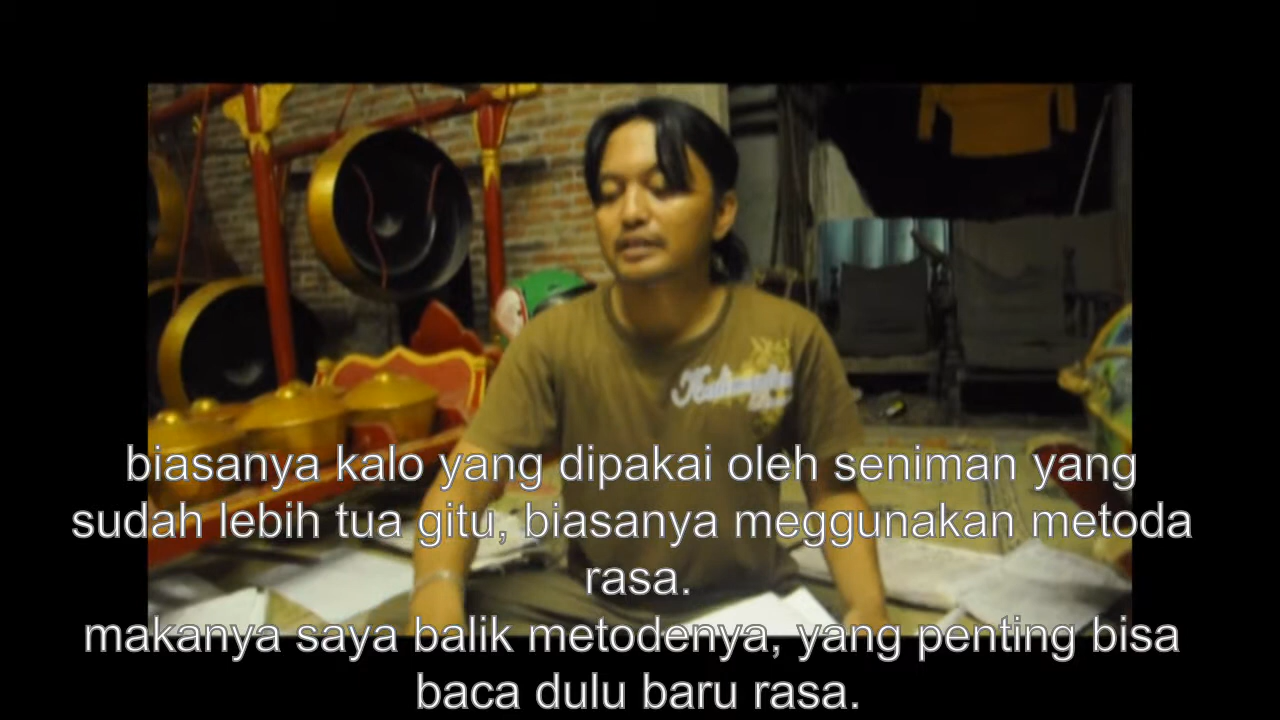 biasanya kalo yang dipakai oleh seniman yang
sudah lebih tua gitu, biasanya meggunakan metoda
rasa.
makanya saya balik metodenya, yang penting bisa
baca dulu baru rasa.